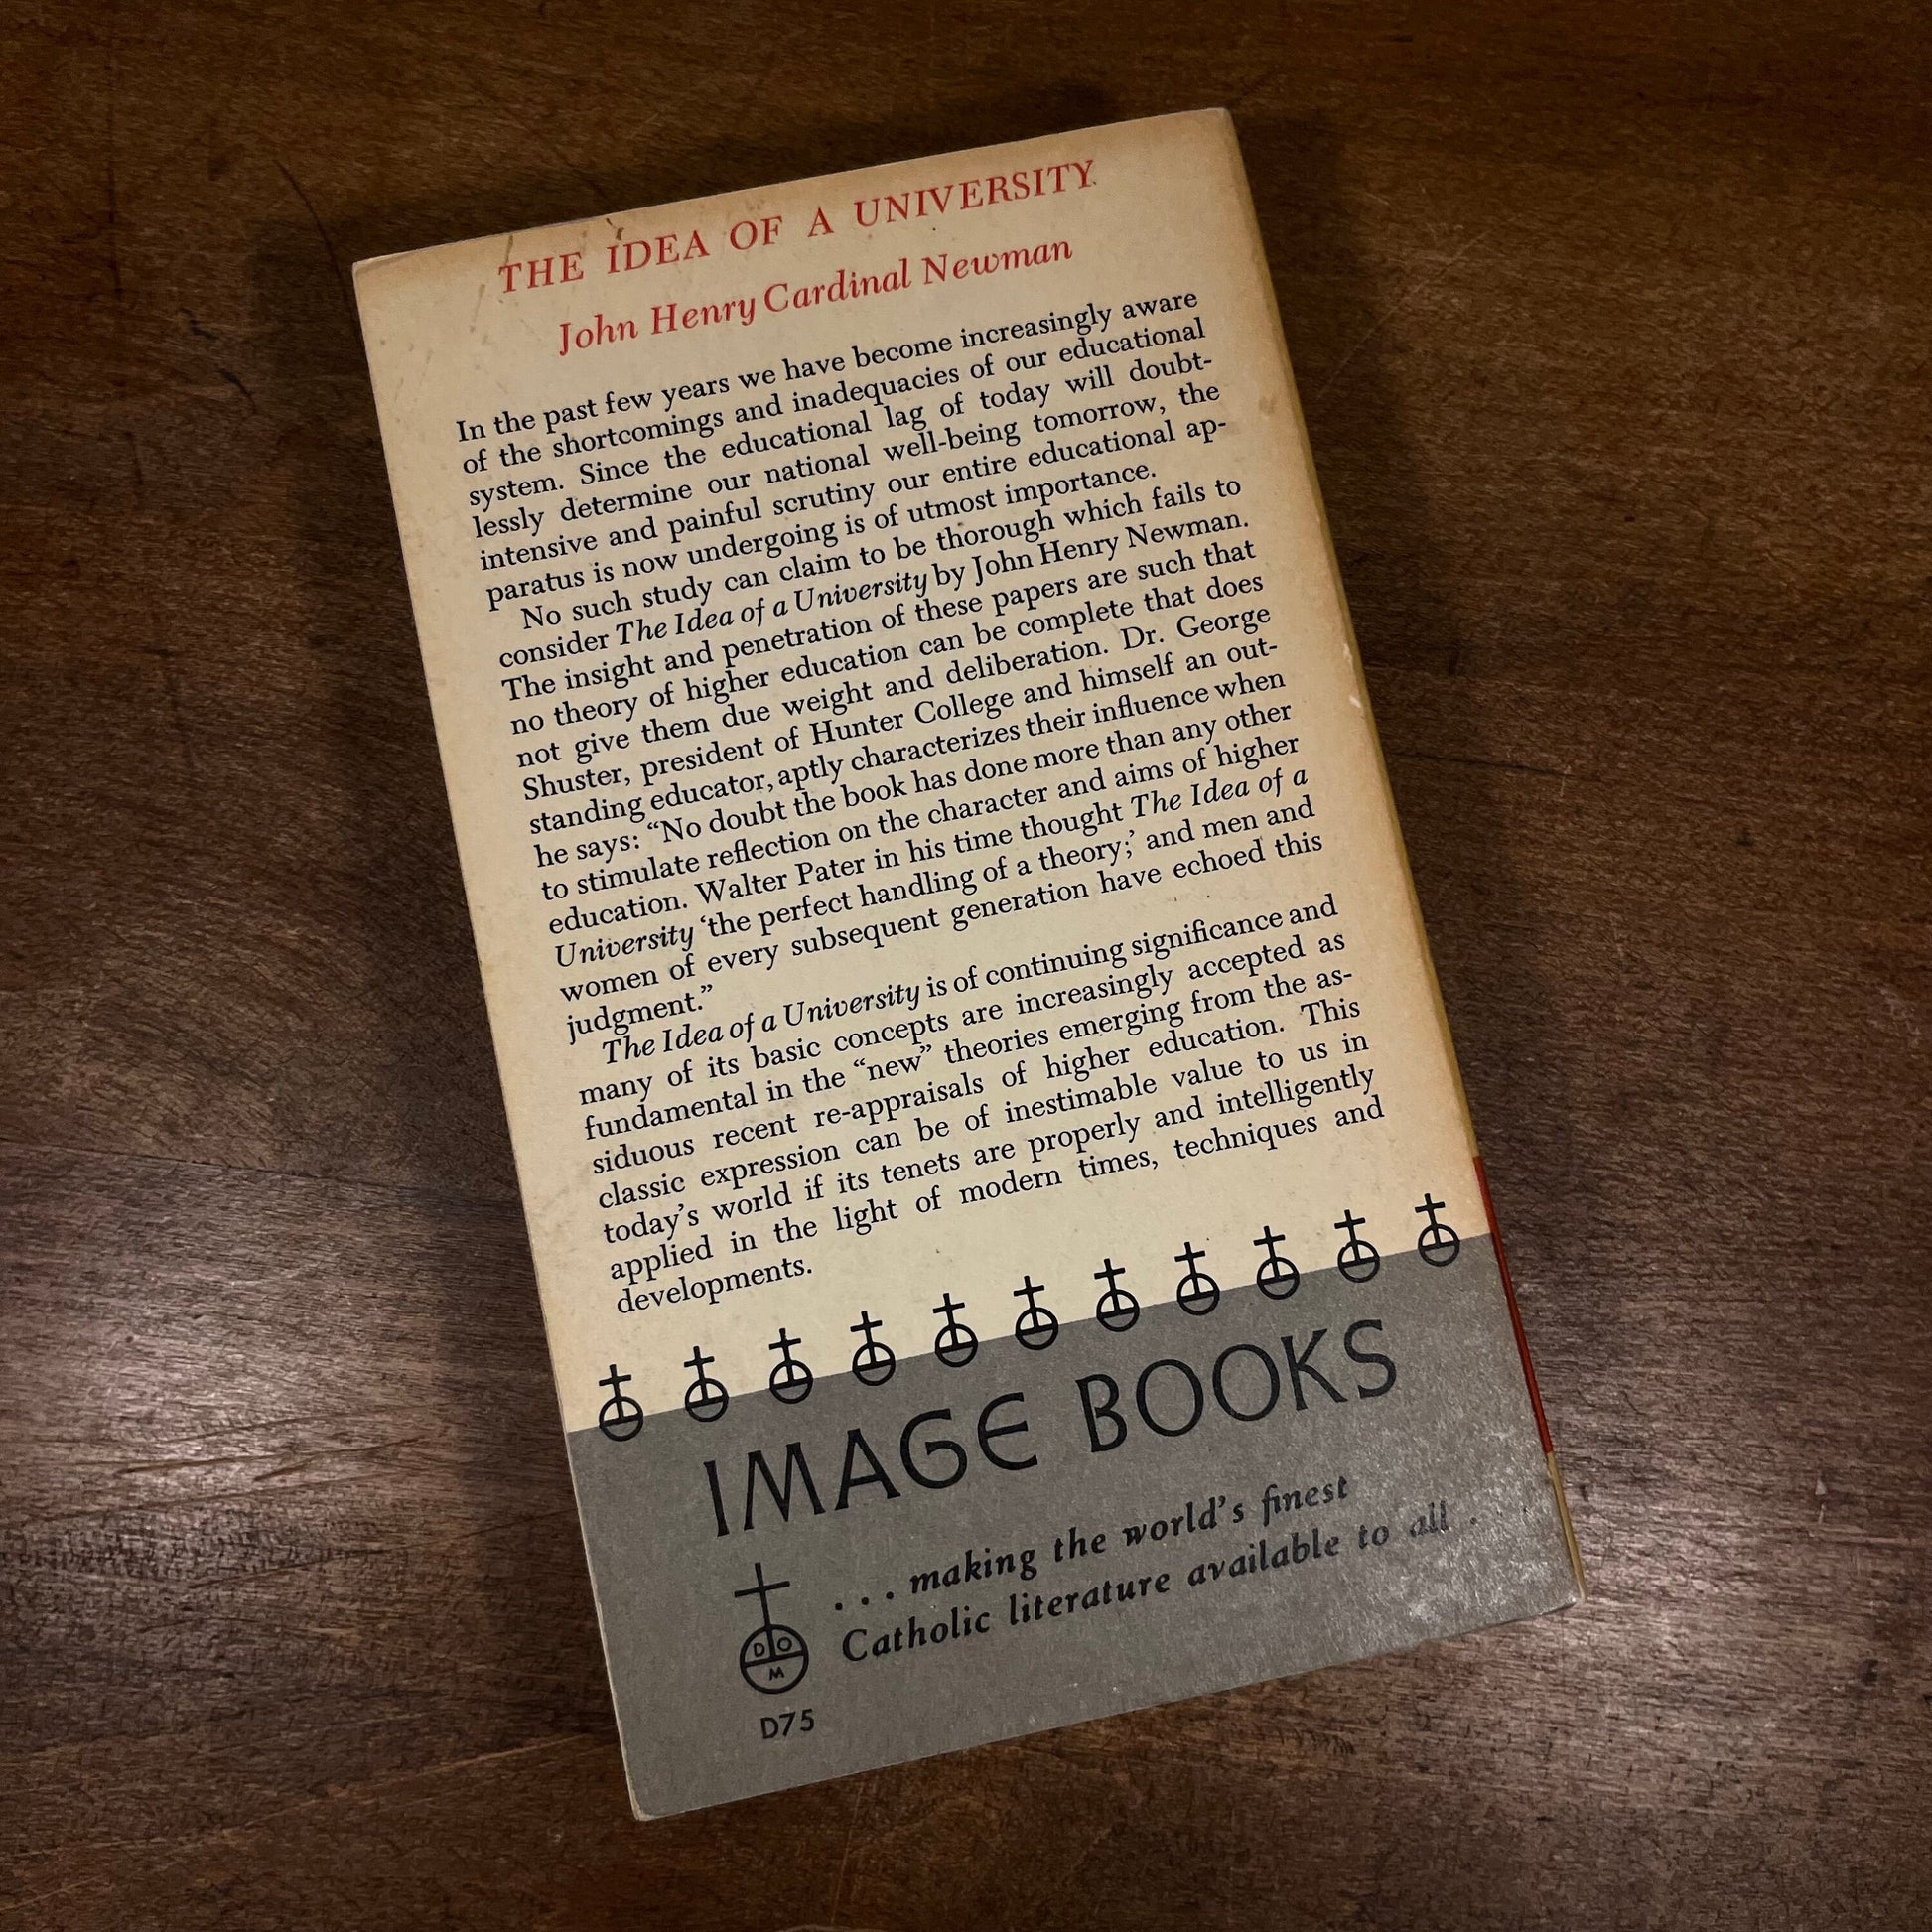 THE IDEA OF A UNIVERSITY
John Henry Cardinal Newman
In the past few years we have become increasingly aware
of the shortcomings and inadequacies of our educational
system. Since the educational lag of today will doubt-
lessly determine our national well-being tomorrow, the
intensive and painful scrutiny our entire educational ap-
paratus is now undergoing is of utmost importance.
No such study can claim to be thorough which fails to
consider The Idea of a University by John Henry Newman.
The insight and penetration of these papers are such that
no theory of higher education can be complete that does
not give them due weight and deliberation. Dr. George
Shuster, president of Hunter College and himself an out-
standing educator, aptly characterizes their influence when
he says: “No doubt the book has done more than any other
to stimulate reflection on the character and aims of higher
education. Walter Pater in his time thought The Idea of a
University ‘the perfect handling of a theory;’ and men and
women of every subsequent generation have echoed this
judgment.”
The Idea of a University is of continuing significance and
many of its basic concepts are increasingly accepted as
fundamental in the “new” theories emerging from the as-
siduous recent re-appraisals of higher education. This
classic expression can be of inestimable value to us in
today’s world if its tenets are properly and intelligently
applied in the light of modern times, techniques and
developments.
IMAGE BOOKS
. . . making the world’s finest
Catholic literature available to all . . .
D O
M
D75